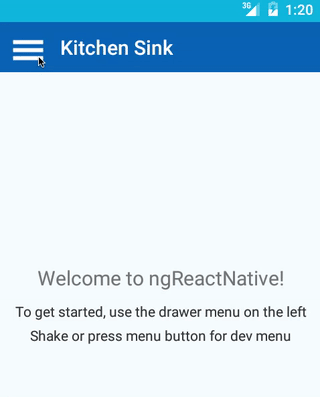 3G 1:20
Kitchen Sink
Welcome to ngReactNative!
To get started, use the drawer menu on the left
Shake or press menu button for dev menu